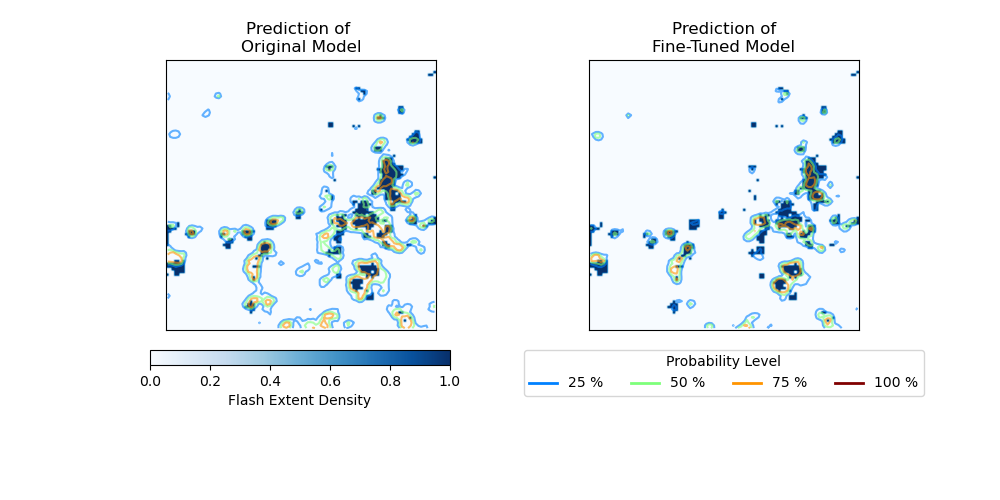 Prediction of
Original Model
Prediction of
Fine-Tuned Model
0.0 0.2 0.4 0.6 0.8 1.0
Flash Extent Density
Probability Level
25 % 50 % 75 % 100 %